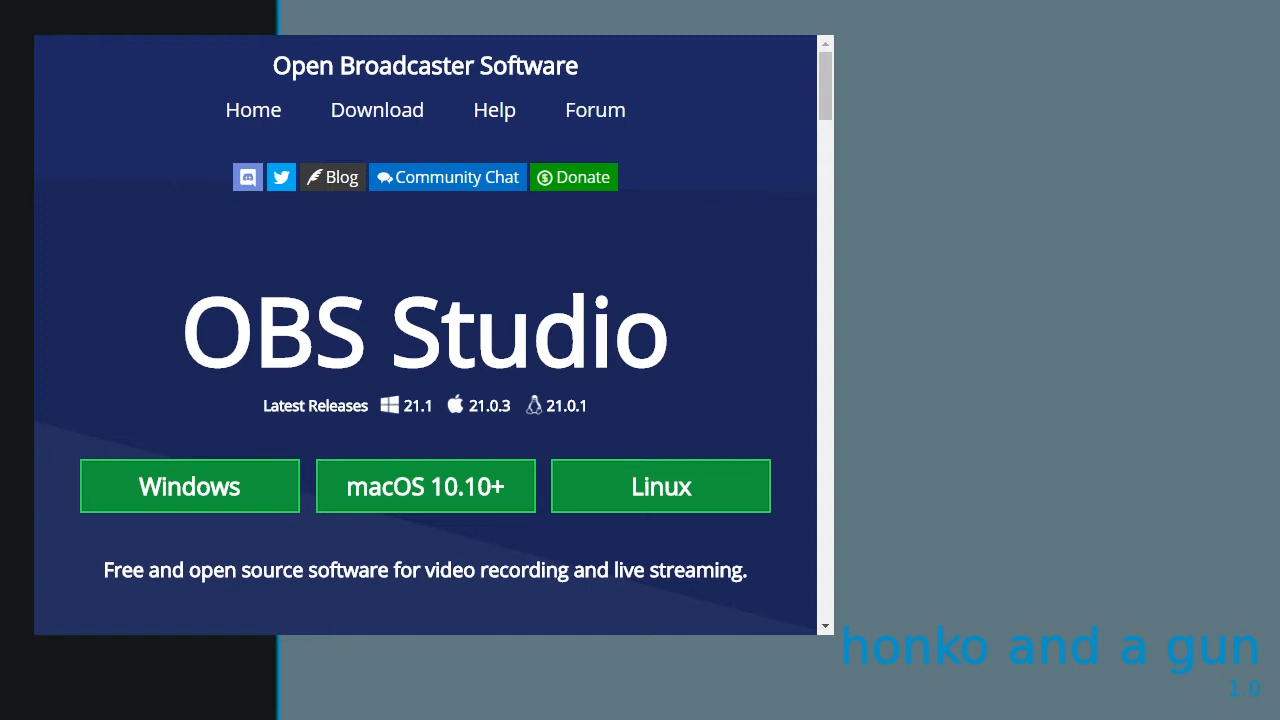 Open Broadcaster Software
Home Download Help Forum
Blog Community Chat Donate
OBS Studio
Latest Releases 21.1 21.0.3 21.0.1
Windows macOS 10.10+ Linux
Free and open source software for video recording and live streaming.
honko and a gun
1.0